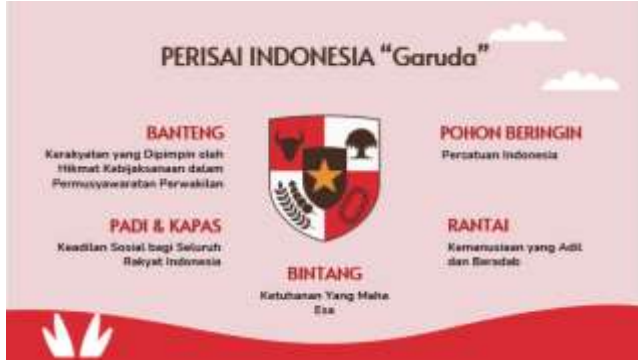 PERISAI INDONESIA “Garuda”
BANTENG
Kerakyatan yang Dipimpin oleh
Hikmat Kebijaksanaan dalam
Permusyawaratan Perwakilan
POHON BERINGIN
Persatuan Indonesia
PADI & KAPAS
Keadilan Sosial bagi Seluruh
Rakyat Indonesia
RANTAI
Kemanusiaan yang Adil
dan Beradab
BINTANG
Ketuhanan Yang Maha
Esa